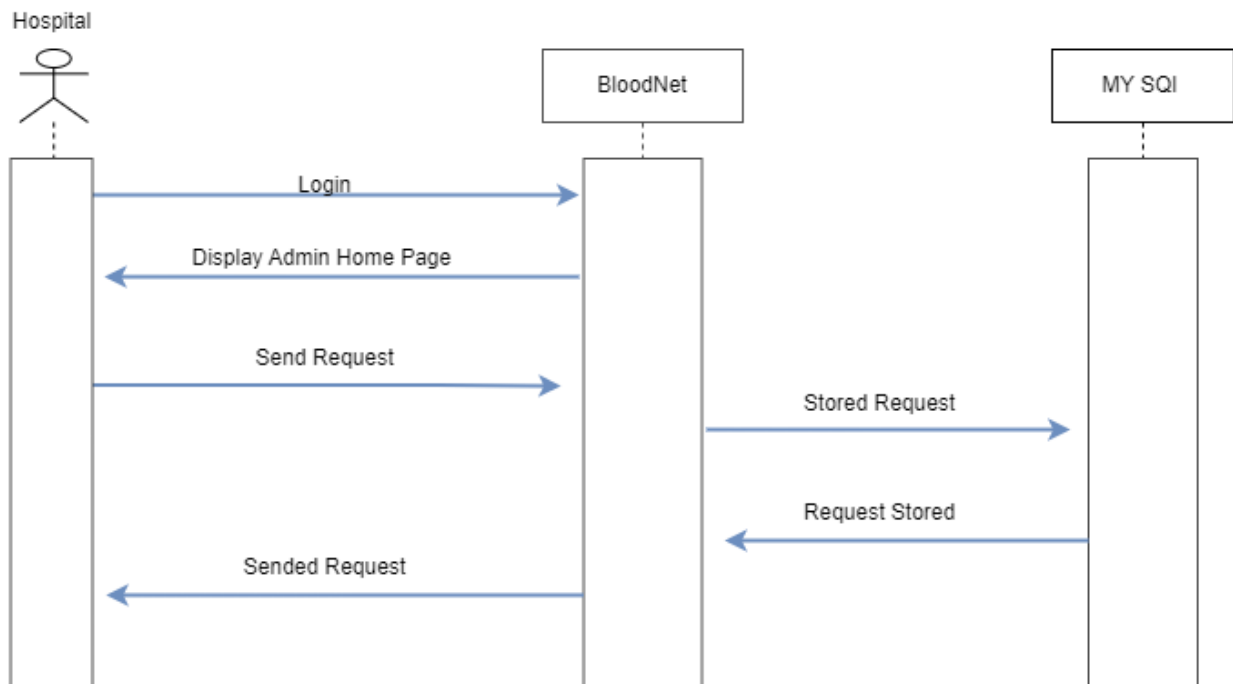 Hospital
BloodNet
MY SQl
Login
Display Admin Home Page
Send Request
Stored Request
Request Stored
Sended Request